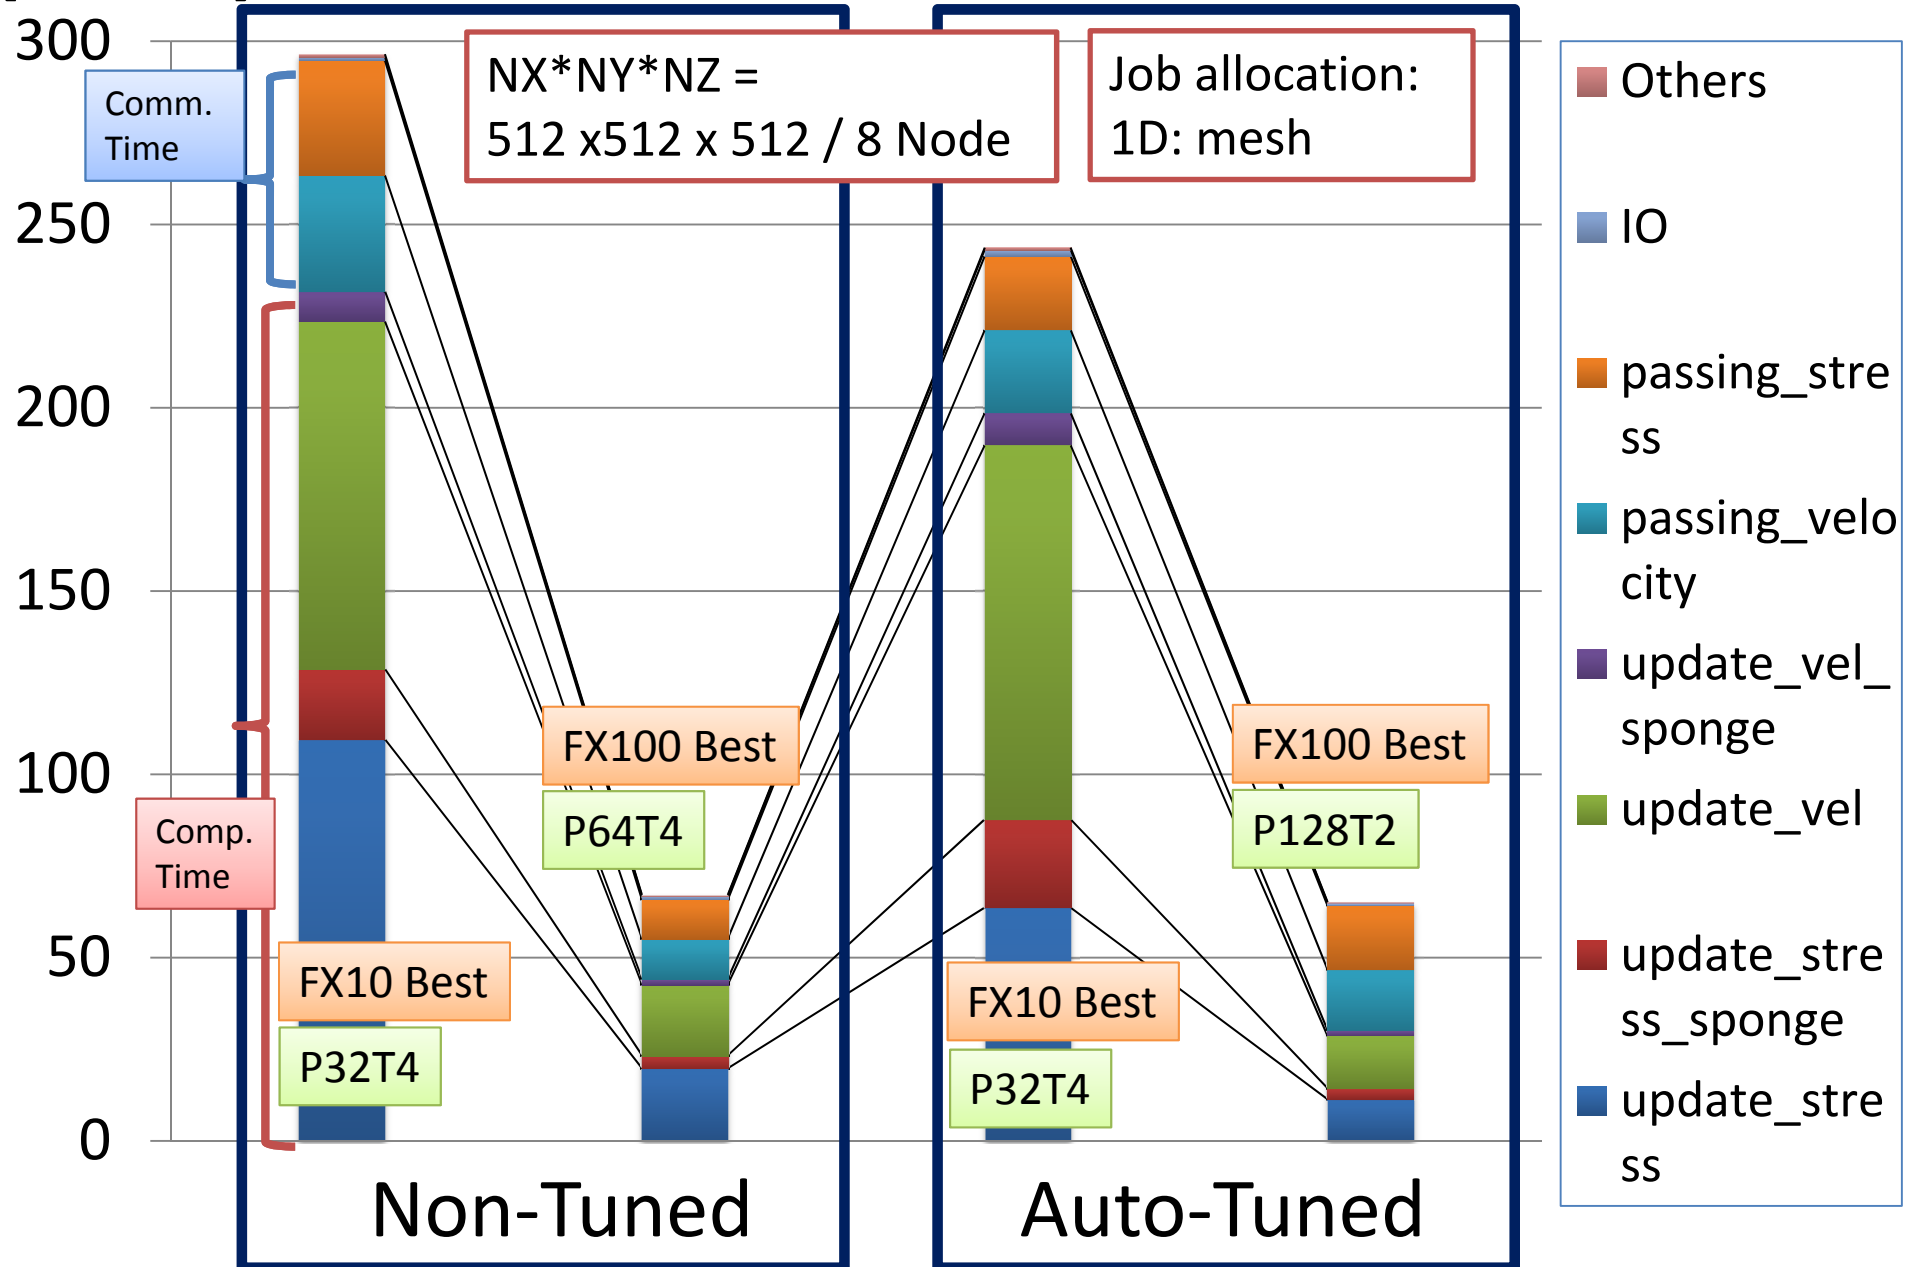 300
250
200
150
100
50
0
Comm.
Time
NX*NY*NZ =
512 x512 x 512 / 8 Node
Job allocation:
1D: mesh
Comp.
Time
FX10 Best
P32T4
FX100 Best
P64T4
FX10 Best
P32T4
FX100 Best
P128T2
Non-Tuned
Auto-Tuned
Others
IO
passing_stre
ss
passing_velo
city
update_vel_
sponge
update_vel
update_stre
ss_sponge
update_stre
ss